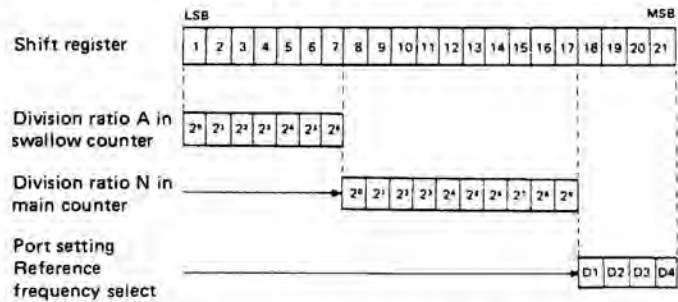 LSB MSB
Shift register 1 2 3 4 5 6 7 8 9 10 11 12 13 14 15 16 17 18 19 20 21
Division ratio A in
swallow counter 2⁰ 2¹ 2² 2³ 2⁴ 2⁵ 2⁶
Division ratio N in
main counter 2⁰ 2¹ 2² 2³ 2⁴ 2⁵ 2⁶ 2⁷ 2⁸ 2⁹
Port setting
Reference
frequency select D1 D2 D3 D4